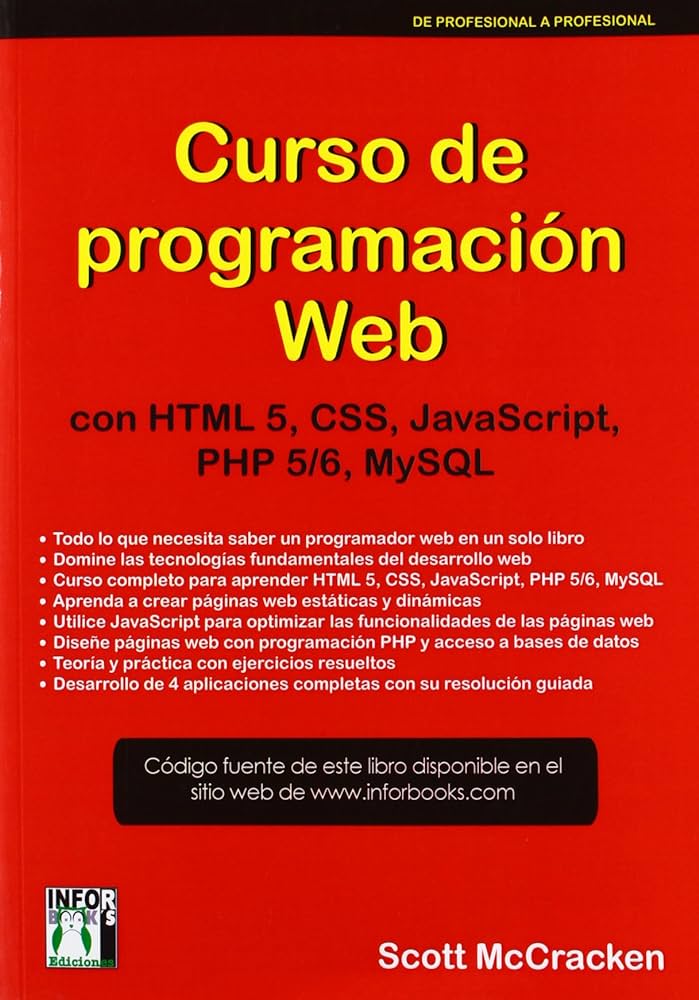 DE PROFESIONAL A PROFESIONAL
Curso de
programación
Web
con HTML 5, CSS, JavaScript,
PHP 5/6, MySQL
• Todo lo que necesita saber un programador web en un solo libro
• Domine las tecnologías fundamentales del desarrollo web
• Curso completo para aprender HTML 5, CSS, JavaScript, PHP 5/6, MySQL
• Aprenda a crear páginas web estáticas y dinámicas
• Utilice JavaScript para optimizar las funcionalidades de las páginas web
• Diseñe páginas web con programación PHP y acceso a bases de datos
• Teoría y práctica con ejercicios resueltos
• Desarrollo de 4 aplicaciones completas con su resolución guiada
Código fuente de este libro disponible en el
sitio web de www.inforbooks.com
INFOR
BOOK'S
Ediciones
Scott McCracken